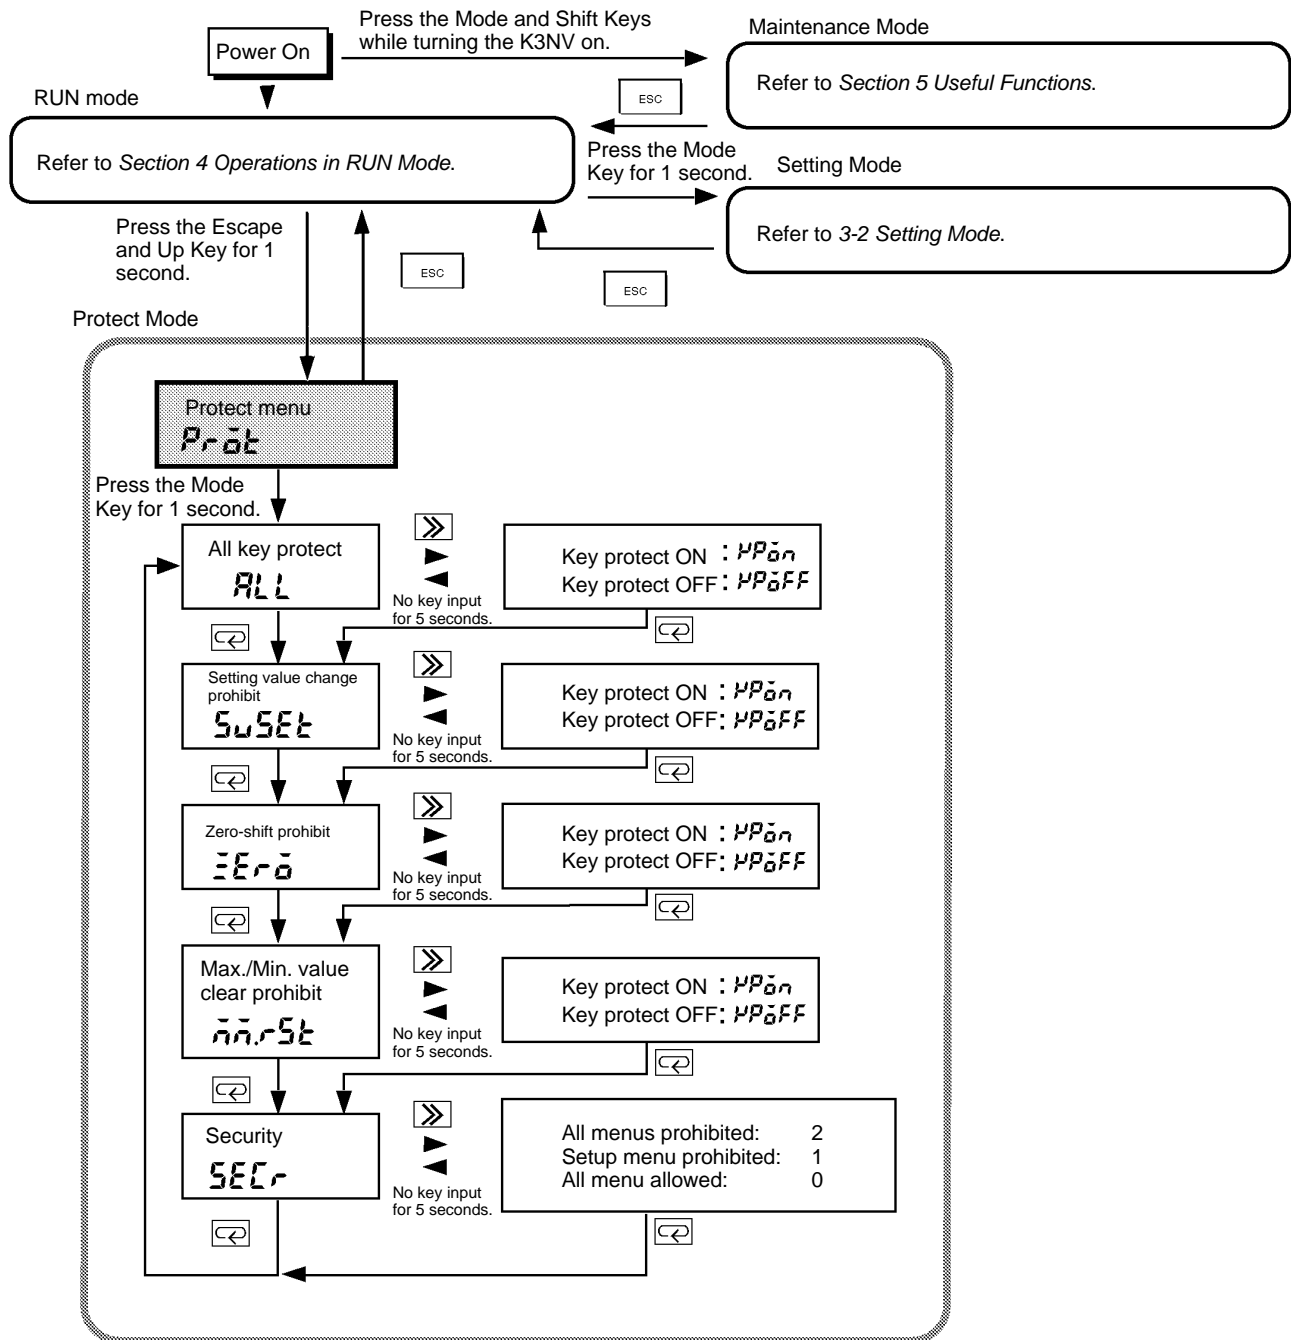 Press the Mode and Shift Keys
while turning the K3NV on.
Maintenance Mode
Power On
Refer to Section 5 Useful Functions.
ESC
RUN mode
Refer to Section 4 Operations in RUN Mode.
Press the Mode
Key for 1 second.
Setting Mode
Refer to 3-2 Setting Mode.
Press the Escape
and Up Key for 1
second.
ESC
ESC
Protect Mode
Protect menu
Prot
Press the Mode
Key for 1 second.
All key protect
ALL
No key input
for 5 seconds.
Key protect ON : KPon
Key protect OFF: KPoFF
Setting value change
prohibit
SvSEt
No key input
for 5 seconds.
Key protect ON : KPon
Key protect OFF: KPoFF
Zero-shift prohibit
ZEro
No key input
for 5 seconds.
Key protect ON : KPon
Key protect OFF: KPoFF
Max./Min. value
clear prohibit
mm.rSt
No key input
for 5 seconds.
Key protect ON : KPon
Key protect OFF: KPoFF
Security
SECr
No key input
for 5 seconds.
All menus prohibited: 2
Setup menu prohibited: 1
All menu allowed: 0